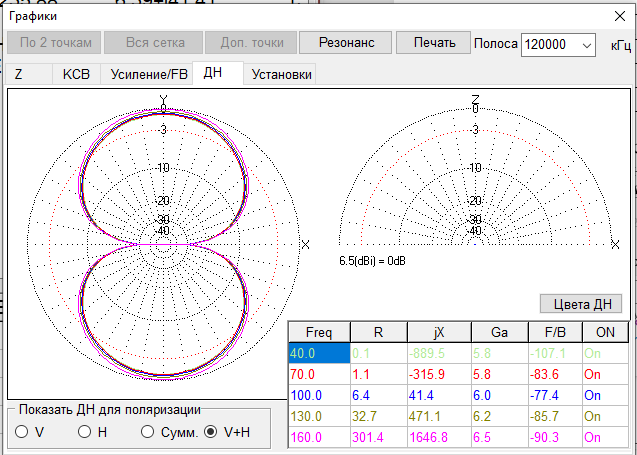 Графики
По 2 точкам Вся сетка Доп. точки Резонанс Печать Полоса 120000 кГц
Z КСВ Усиление/FB ДН Установки
Y Z
0 0
3 3
-10 -10
-20 -20
-30 -30
-40 -40
X X
6.5(dBi) = 0dB
Цвета ДН
Freq R jX Ga F/B ON
40.0 0.1 -889.5 5.8 -107.1 On
70.0 1.1 -315.9 5.8 -83.6 On
100.0 6.4 41.4 6.0 -77.4 On
130.0 32.7 471.1 6.2 -85.7 On
160.0 301.4 1646.8 6.5 -90.3 On
Показать ДН для поляризации
V H Сумм. V+H